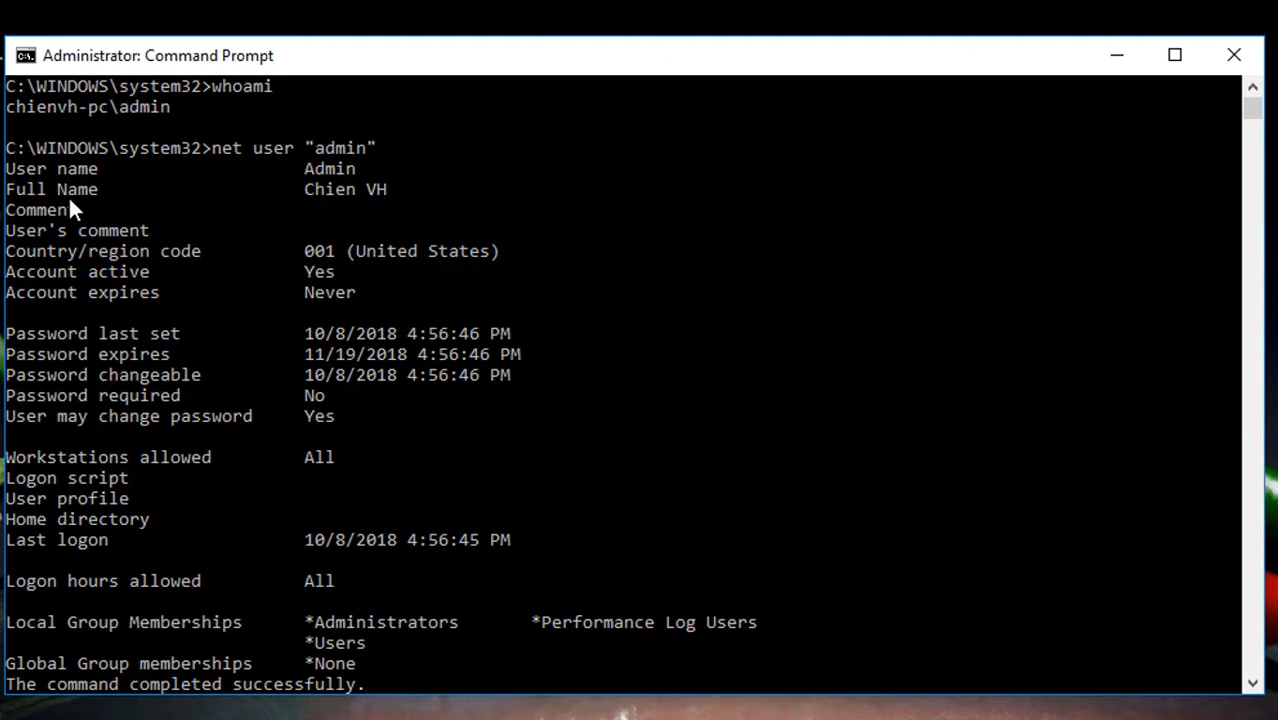 Administrator: Command Prompt
C:\WINDOWS\system32>whoami
chienvh-pc\admin
C:\WINDOWS\system32>net user "admin"
User name Admin
Full Name Chien VH
Comment
User's comment
Country/region code 001 (United States)
Account active Yes
Account expires Never
Password last set 10/8/2018 4:56:46 PM
Password expires 11/19/2018 4:56:46 PM
Password changeable 10/8/2018 4:56:46 PM
Password required No
User may change password Yes
Workstations allowed All
Logon script
User profile
Home directory
Last logon 10/8/2018 4:56:45 PM
Logon hours allowed All
Local Group Memberships *Administrators *Performance Log Users
*Users
Global Group memberships *None
The command completed successfully.